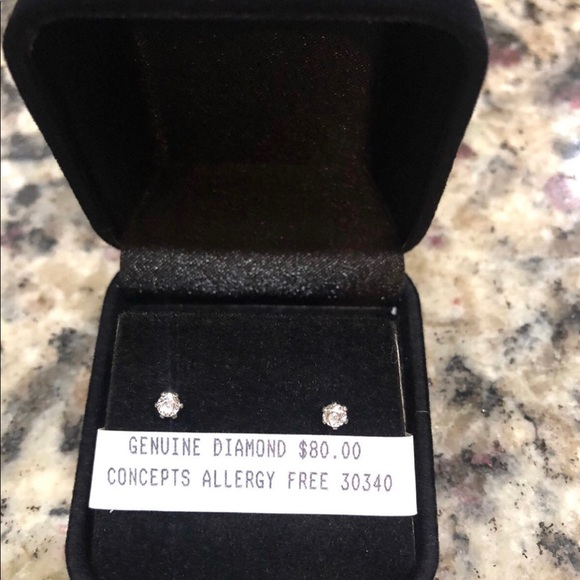 GENUINE DIAMOND $80.00
CONCEPTS ALLERGY FREE 30340